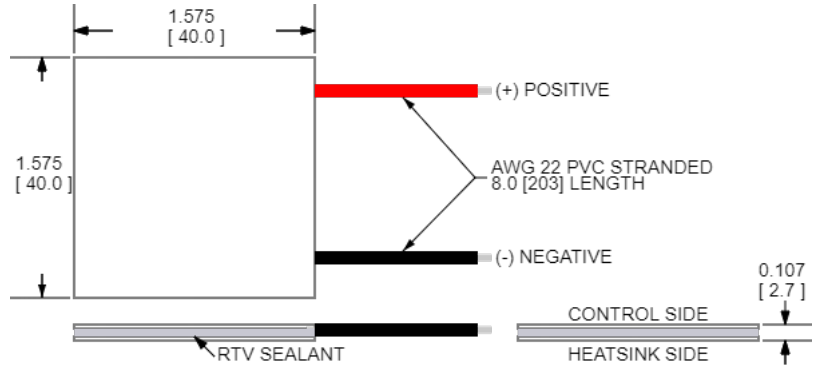 1.575
[ 40.0 ]
(+) POSITIVE
1.575
[ 40.0 ]
AWG 22 PVC STRANDED
8.0 [203] LENGTH
(-) NEGATIVE
0.107
[ 2.7 ]
CONTROL SIDE
RTV SEALANT
HEATSINK SIDE